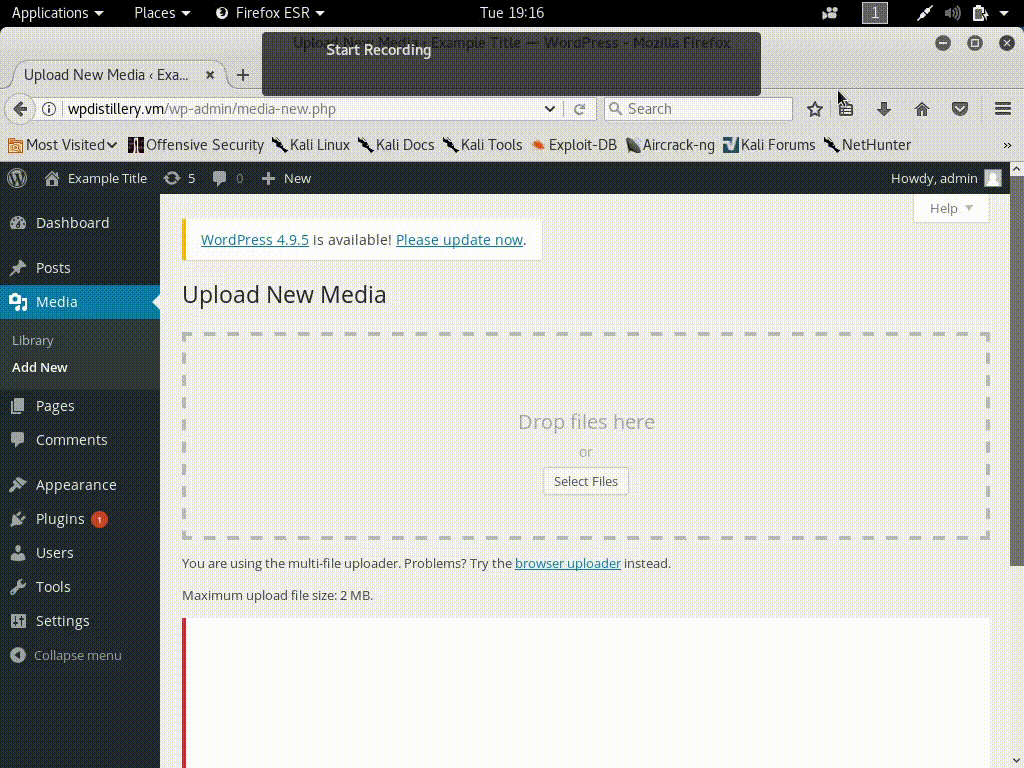 Applications Places Firefox ESR Tue 19:16 1
Upload New Media ‹ Example Title — WordPress - Mozilla Firefox
Start Recording
Upload New Media ‹ Exa...
wpdistillery.vm/wp-admin/media-new.php Search
Most Visited Offensive Security Kali Linux Kali Docs Kali Tools Exploit-DB Aircrack-ng Kali Forums NetHunter »
Example Title 5 0 New Howdy, admin
Help
Dashboard
WordPress 4.9.5 is available! Please update now.
Posts
Media
Library
Add New
Pages
Comments
Appearance
Plugins 1
Users
Tools
Settings
Collapse menu
Upload New Media
Drop files here
or
Select Files
You are using the multi-file uploader. Problems? Try the browser uploader instead.
Maximum upload file size: 2 MB.